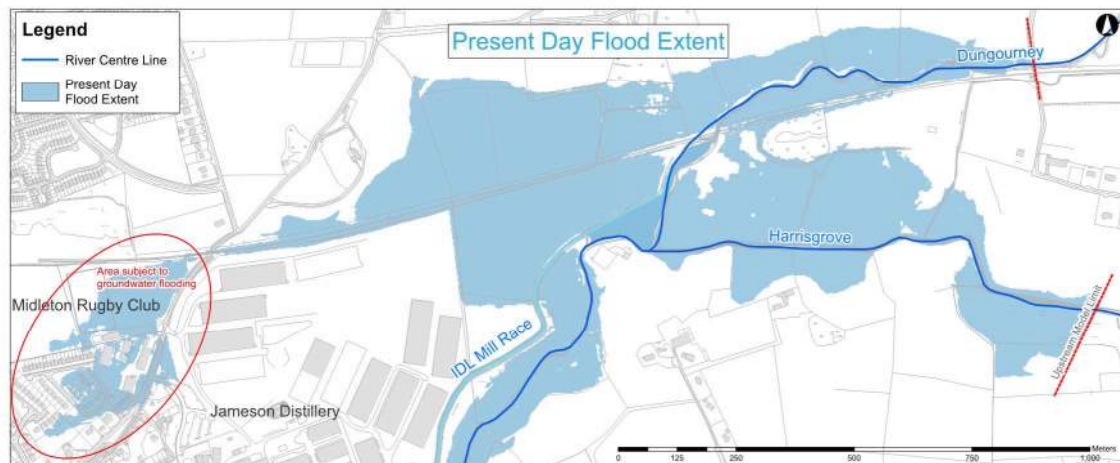 Legend
River Centre Line
Present Day
Flood Extent
Present Day Flood Extent
Dungourney
Harrisgrove
Upstream Model Limit
Area subject to
groundwater flooding
Midleton Rugby Club
IDL Mill Race
Jameson Distillery
Meters
0 125 250 500 750 1,000